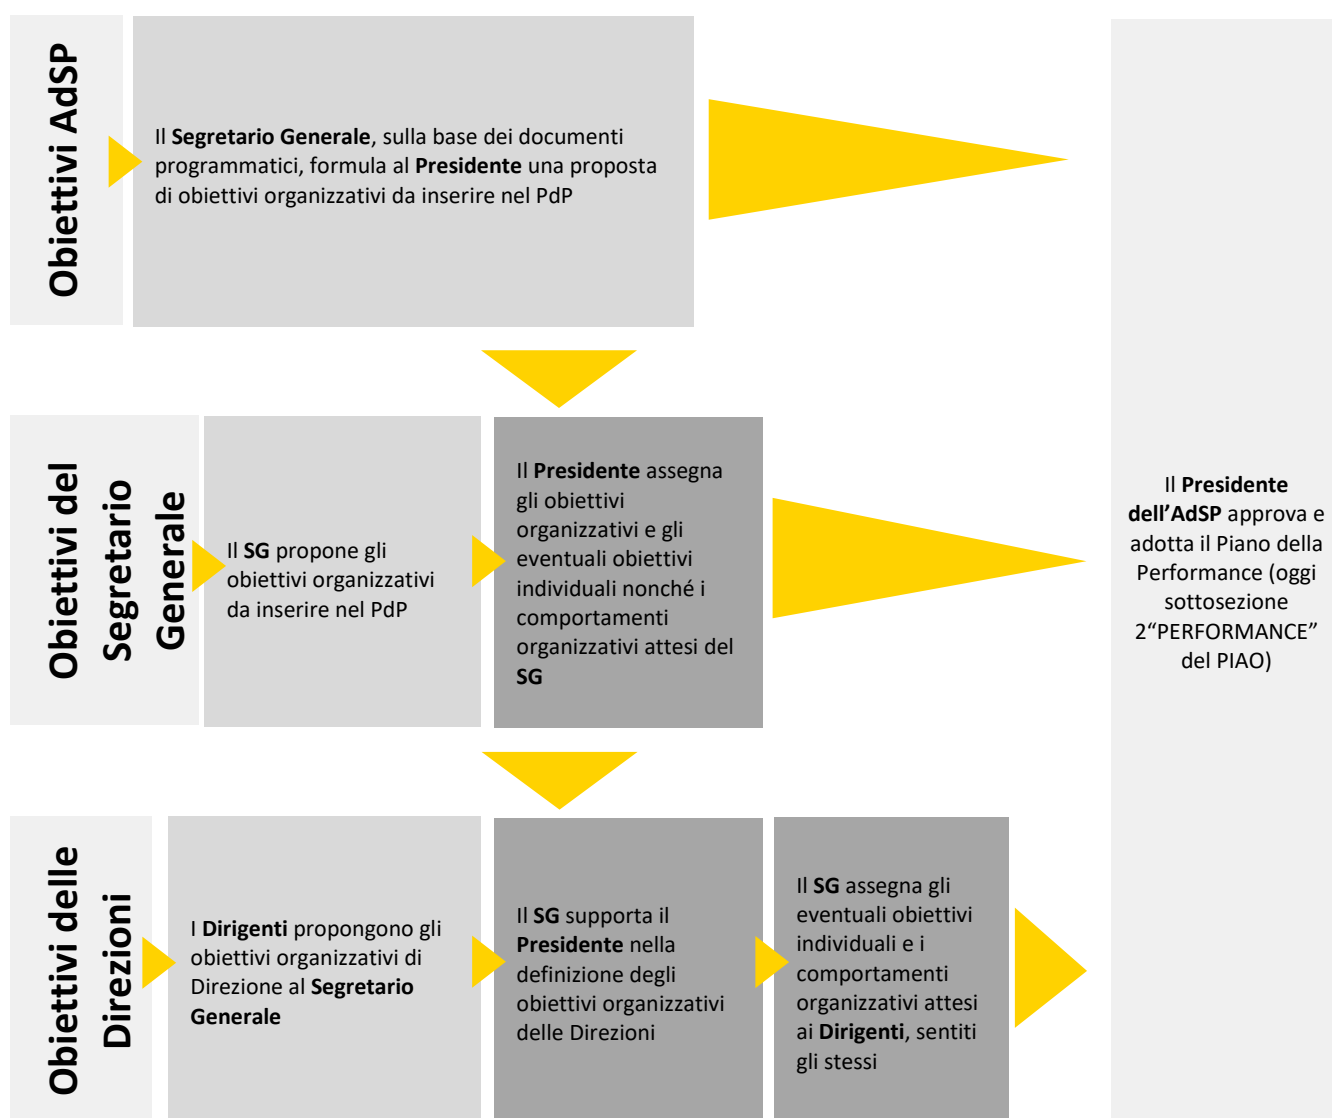 Obiettivi AdSP
Il Segretario Generale, sulla base dei documenti
programmatici, formula al Presidente una proposta
di obiettivi organizzativi da inserire nel PdP
Obiettivi del
Segretario
Generale
Il SG propone gli
obiettivi organizzativi
da inserire nel PdP
Il Presidente assegna
gli obiettivi
organizzativi e gli
eventuali obiettivi
individuali nonché i
comportamenti
organizzativi attesi del
SG
Obiettivi delle
Direzioni
I Dirigenti propongono gli
obiettivi organizzativi di
Direzione al Segretario
Generale
Il SG supporta il
Presidente nella
definizione degli
obiettivi organizzativi
delle Direzioni
Il SG assegna gli
eventuali obiettivi
individuali e i
comportamenti
organizzativi attesi
ai Dirigenti, sentiti
gli stessi
Il Presidente
dell’AdSP approva e
adotta il Piano della
Performance (oggi
sottosezione
2“PERFORMANCE”
del PIAO)